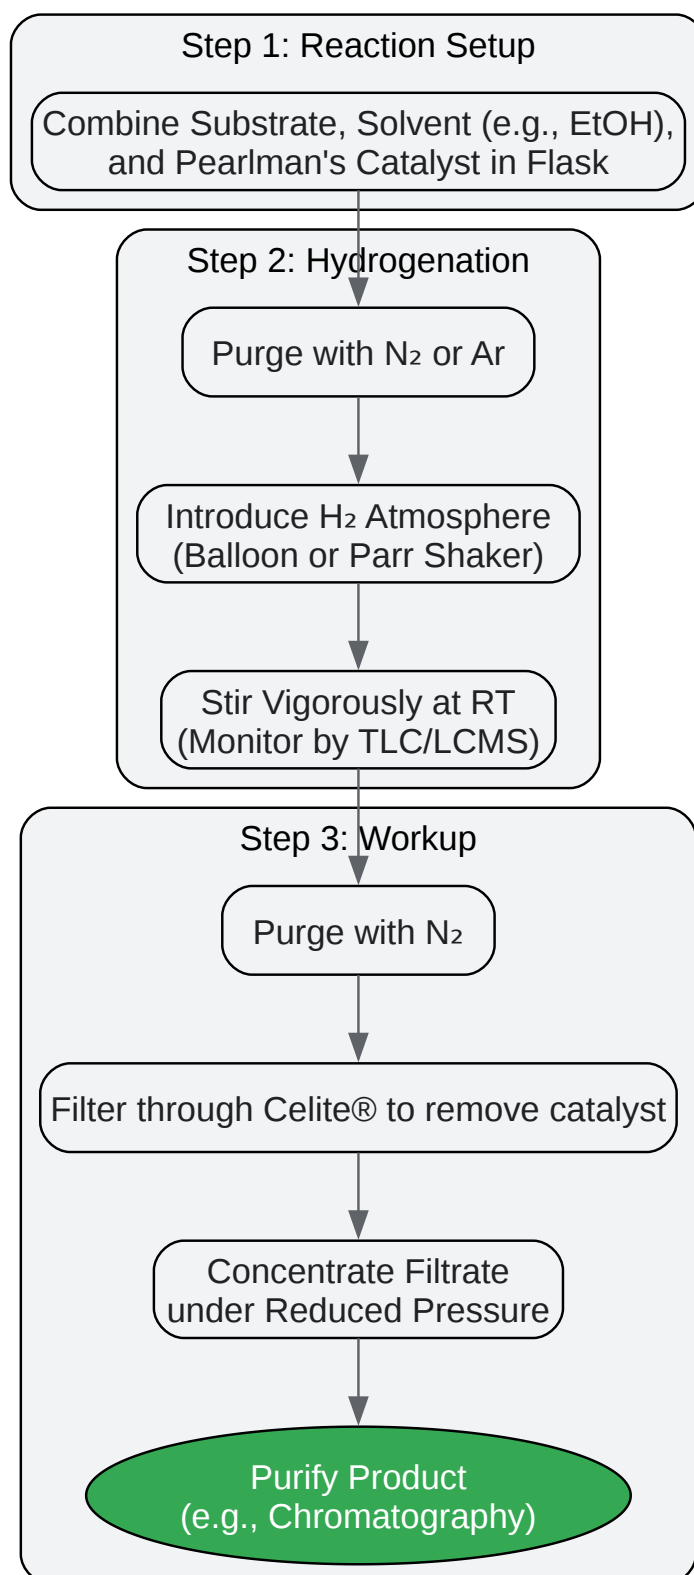 Step 1: Reaction Setup
Combine Substrate, Solvent (e.g., EtOH),
and Pearlman's Catalyst in Flask
Step 2: Hydrogenation
Purge with N₂ or Ar
Introduce H₂ Atmosphere
(Balloon or Parr Shaker)
Stir Vigorously at RT
(Monitor by TLC/LCMS)
Step 3: Workup
Purge with N₂
Filter through Celite® to remove catalyst
Concentrate Filtrate
under Reduced Pressure
Purify Product
(e.g., Chromatography)